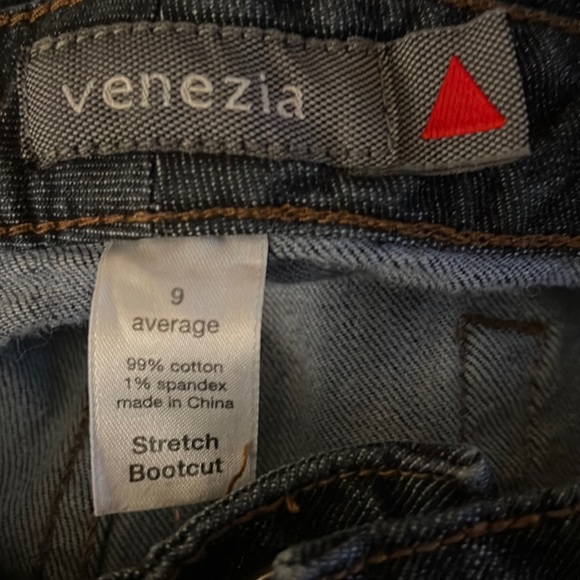 venezia
9
average
99% cotton
1% spandex
made in China
Stretch
Bootcut